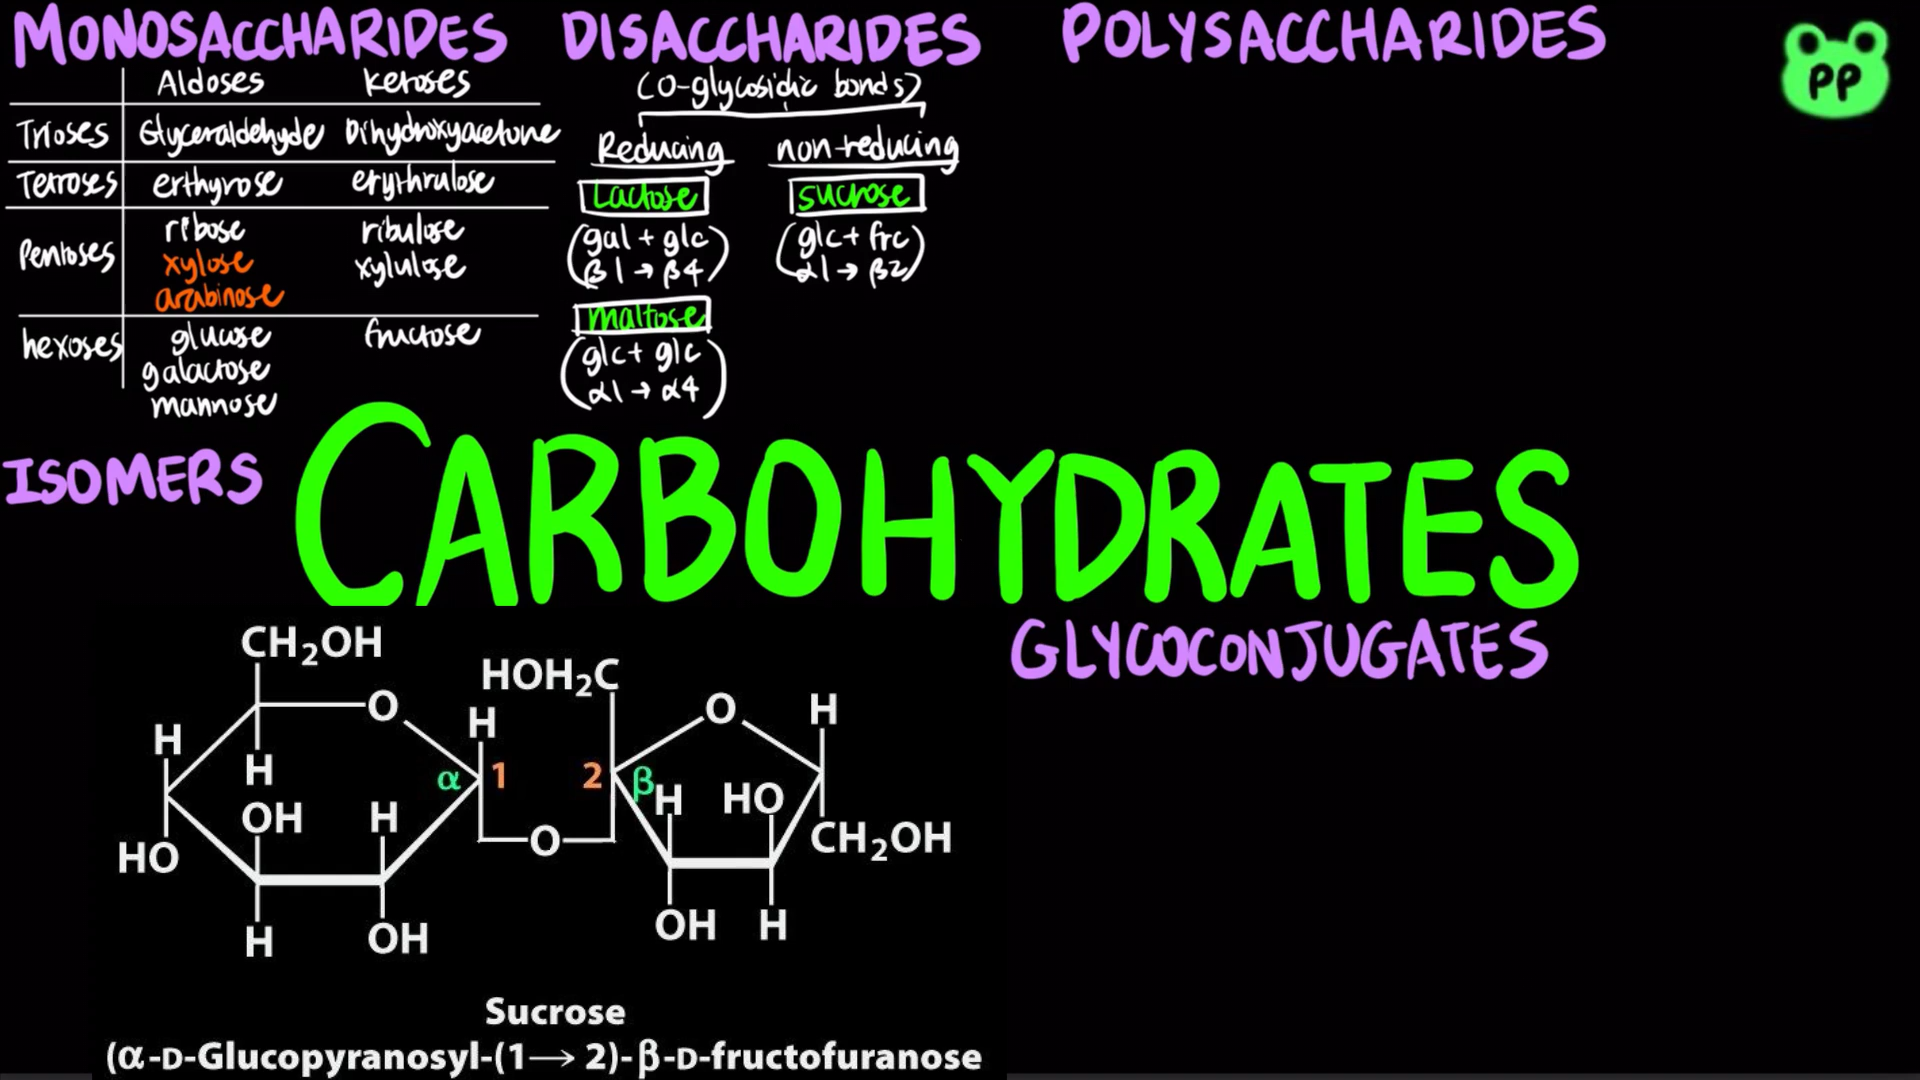 MONOSACCHARIDES
Aldoses ketoses
Trioses Glyceraldehyde Dihydroxyacetone
Tetroses erthyrose erythrulose
Pentoses
ribose ribulose
xylose xylulose
arabinose
hexoses
glucose fructose
galactose
mannose
DISACCHARIDES
(O-glycosidic bonds)
Reducing non-reducing
Lactose sucrose
(gal + glc (glc + frc
β1→β4) α1→β2)
maltose
(glc + glc
α1→α4)
POLYSACCHARIDES
PP
ISOMERS
CARBOHYDRATES
GLYCOCONJUGATES
CH₂OH
HOH₂C
O O H
H H
α 1 2 β
H H HO
OH H
O CH₂OH
HO
OH H
H OH
Sucrose
(α-D-Glucopyranosyl-(1→2)-β-D-fructofuranose